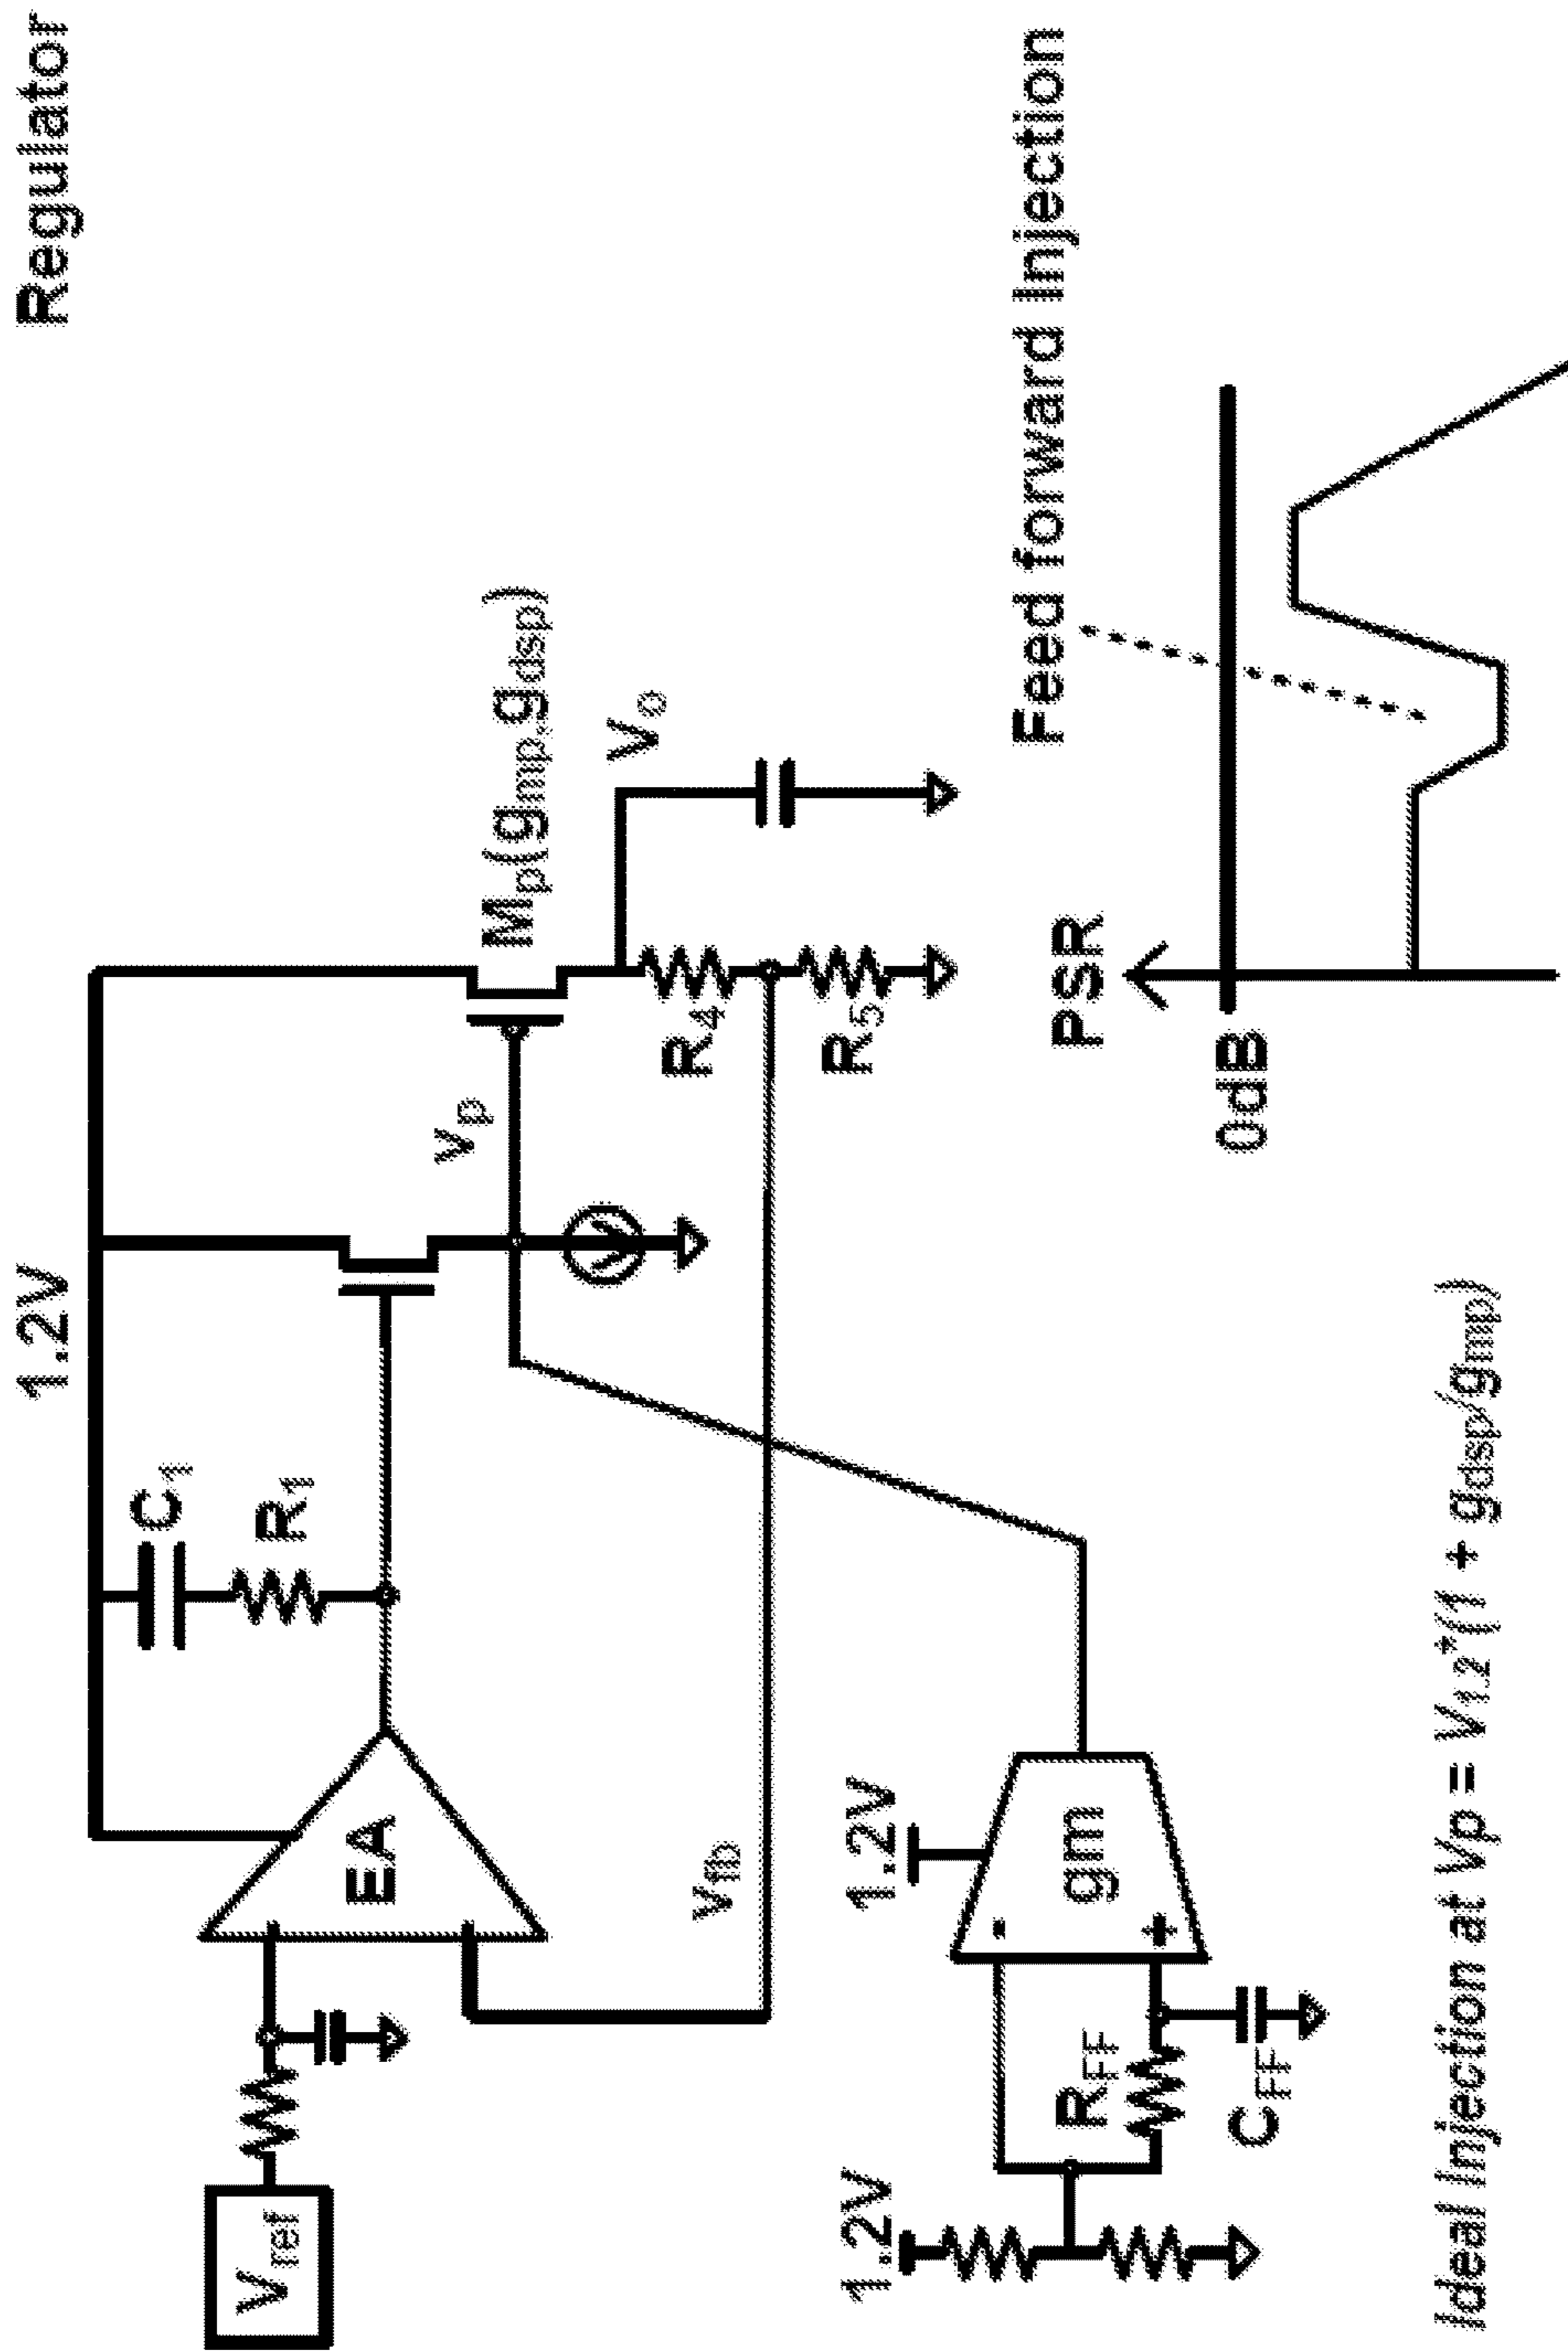 Regulator
1.2V
C₁
R₁
Vref
EA
vp
Mp(gmp,gdsp)
Vo
R₄
R₅
vfb
1.2V
1.2V
-
gm
+
RFF
CFF
Feed forward Injection
PSR
0dB
Ideal Injection at Vp = V1.2*(1 + gdsp/gmp)